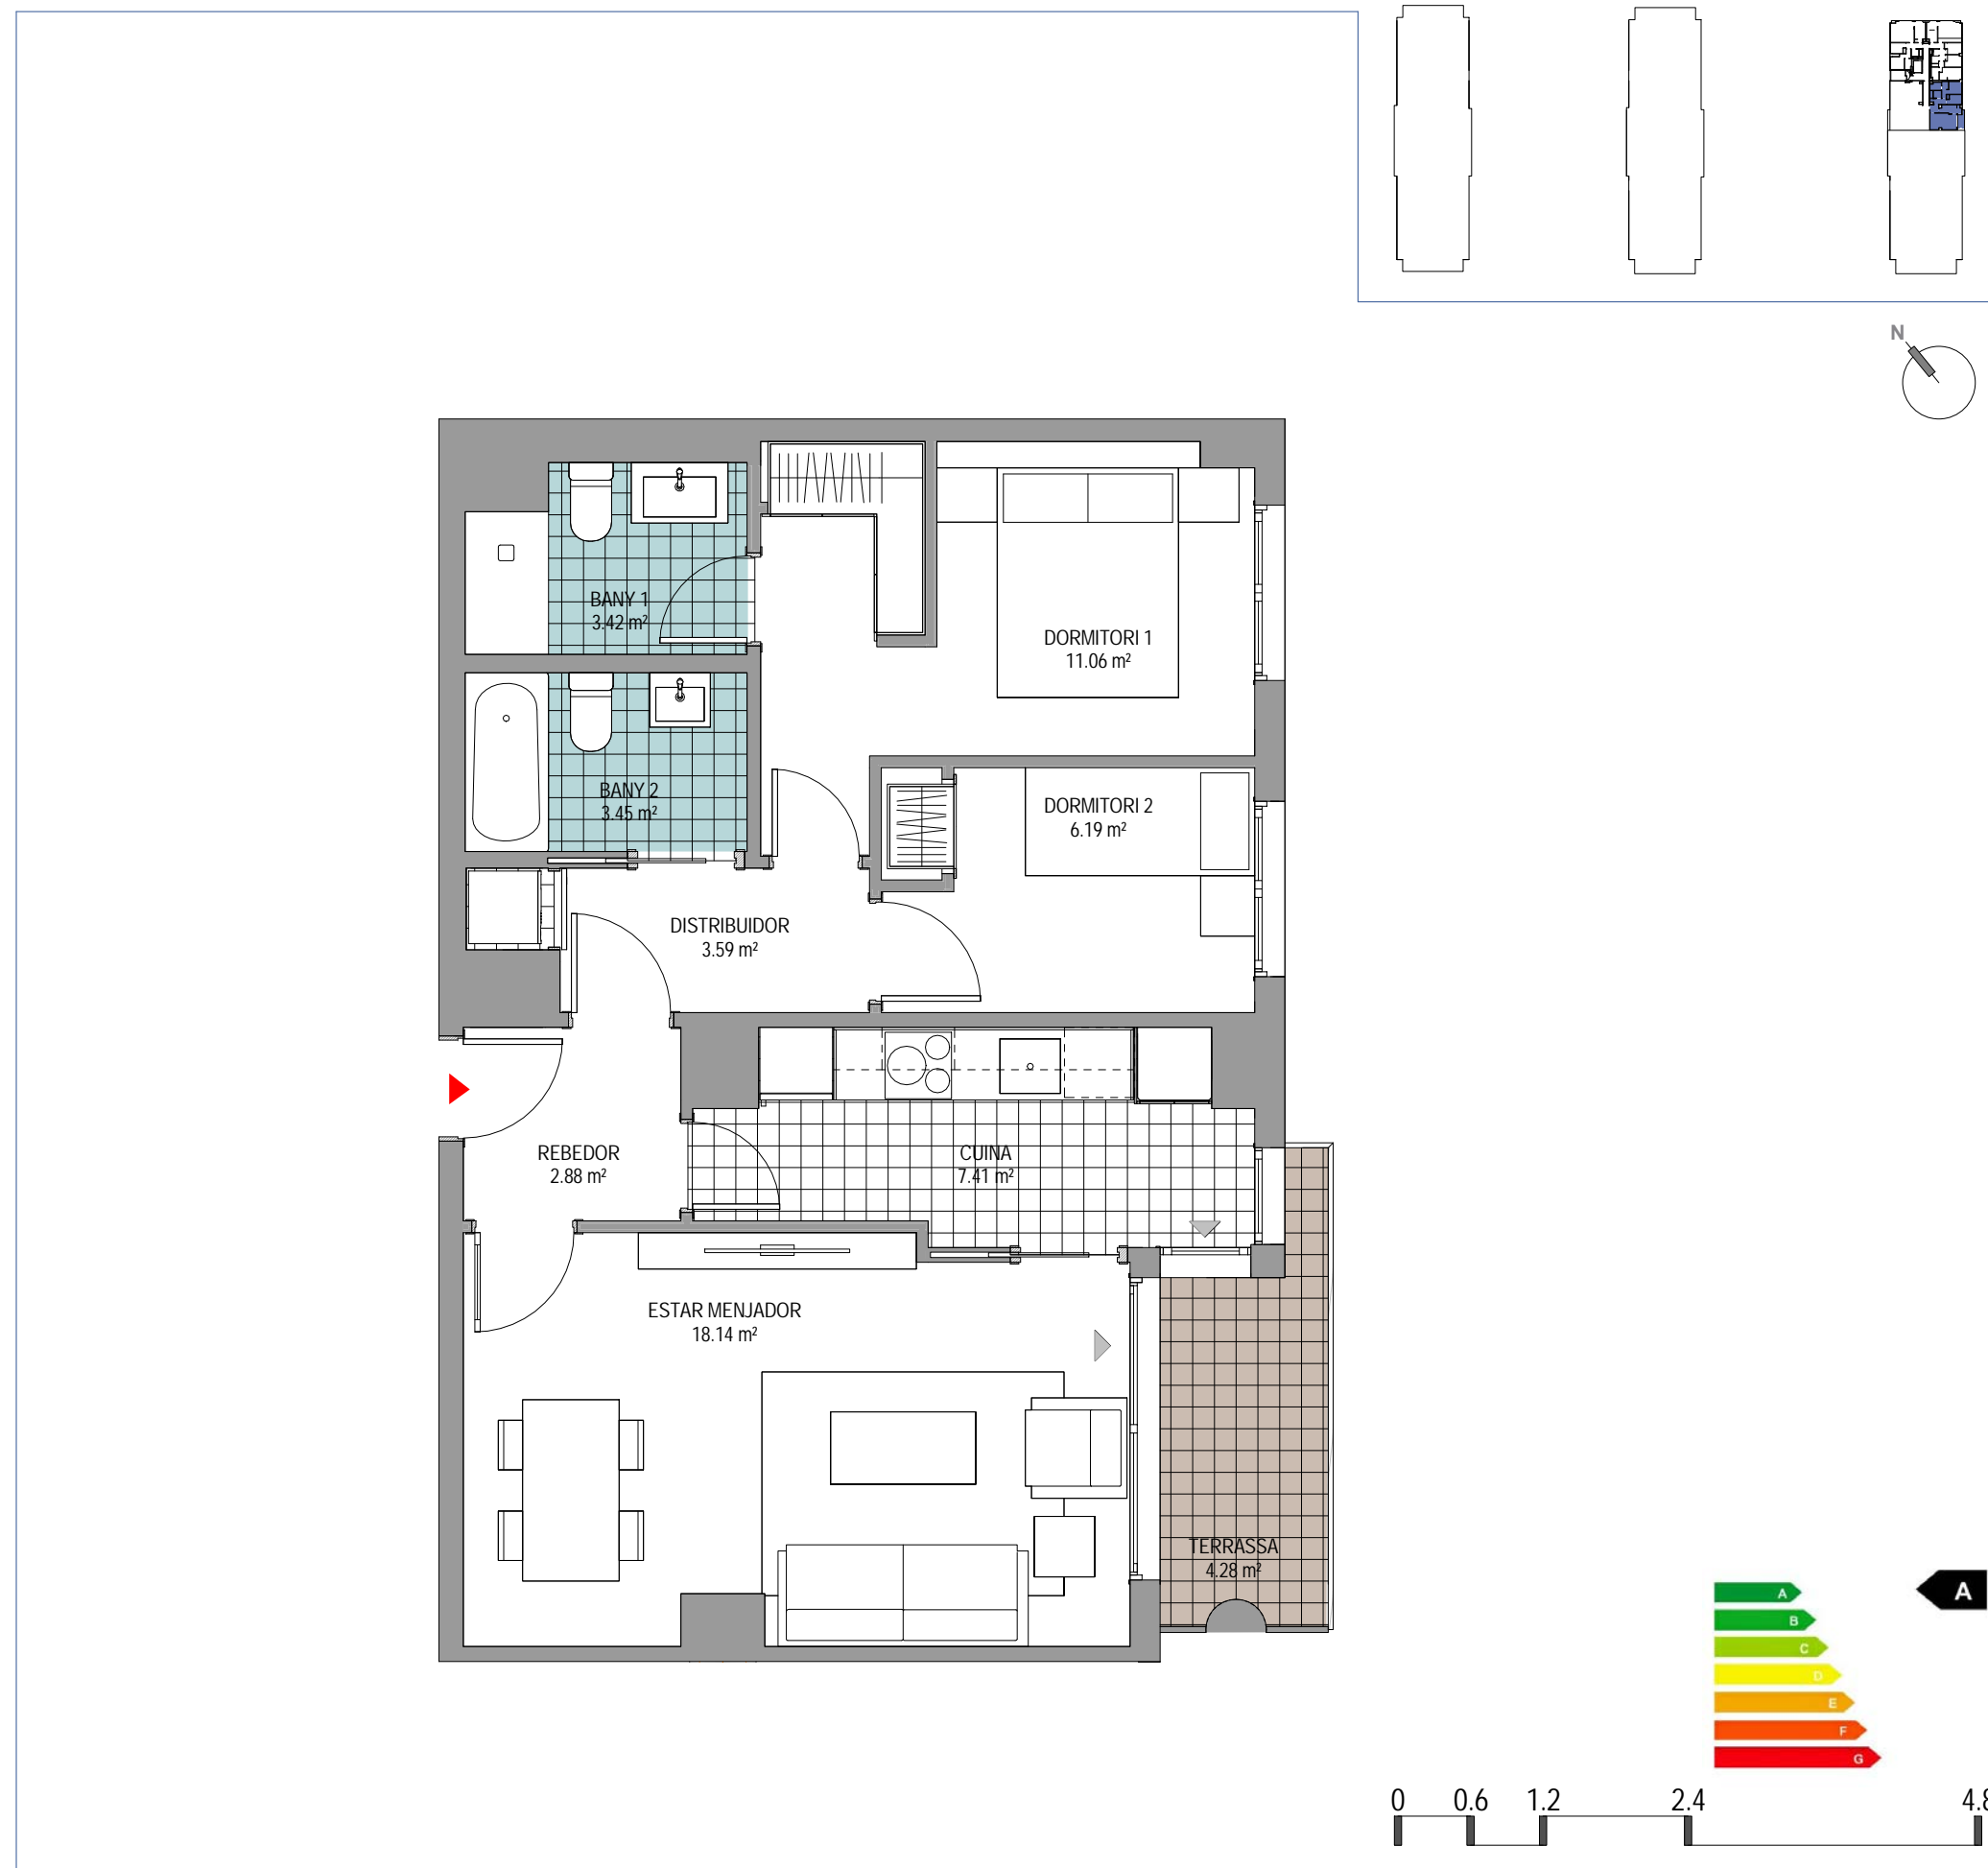 N
BANY 1
3.42 m²
DORMITORI 1
11.06 m²
BANY 2
3.45 m²
DORMITORI 2
6.19 m²
DISTRIBUIDOR
3.59 m²
REBEDOR
2.88 m²
CUINA
7.41 m²
ESTAR MENJADOR
18.14 m²
TERRASSA
4.28 m²
A
A
B
C
D
E
F
G
0 0.6 1.2 2.4 4.8